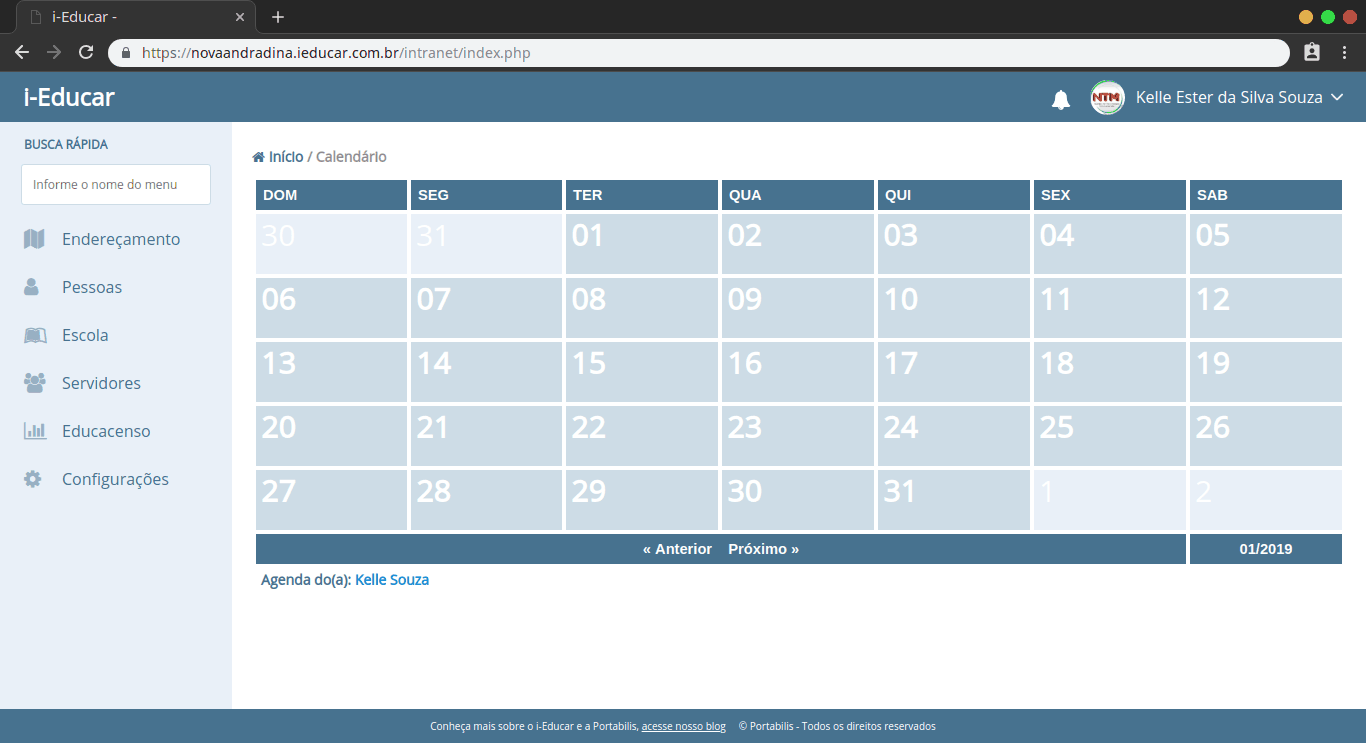 i-Educar -
https://novaandradina.ieducar.com.br/intranet/index.php
i-Educar
NTM
Kelle Ester da Silva Souza
BUSCA RÁPIDA
Informe o nome do menu
Endereçamento
Pessoas
Escola
Servidores
Educacenso
Configurações
Início / Calendário
DOM SEG TER QUA QUI SEX SAB
30 31 01 02 03 04 05
06 07 08 09 10 11 12
13 14 15 16 17 18 19
20 21 22 23 24 25 26
27 28 29 30 31 1 2
« Anterior Próximo » 01/2019
Agenda do(a): Kelle Souza
Conheça mais sobre o i-Educar e a Portabilis, acesse nosso blog © Portabilis - Todos os direitos reservados